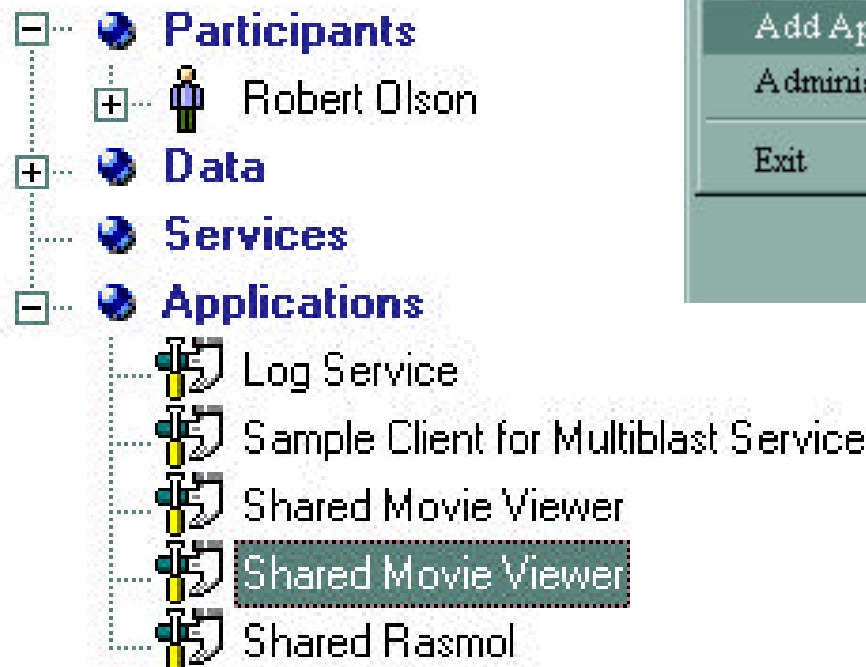 Participants
Robert Olson
Data
Services
Applications
Log Service
Sample Client for Multiblast Service
Shared Movie Viewer
Shared Movie Viewer
Shared Rasmol
Add
Exit